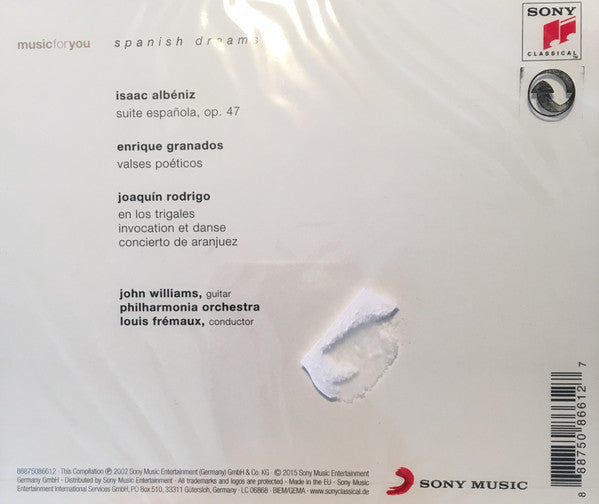 musicforyou spanish dreams
SONY
CLASSICAL™
isaac albéniz
suite española, op. 47
enrique granados
valses poéticos
joaquín rodrigo
en los trigales
invocation et danse
concierto de aranjuez
john williams, guitar
philharmonia orchestra
louis frémaux, conductor
8 88750 86612 7
88875086612 · This Compilation ℗ 2002 Sony Music Entertainment (Germany) GmbH & Co. KG · © 2015 Sony Music Entertainment
Germany GmbH · Distributed by Sony Music Entertainment · All trademarks and logos are protected · Made in the EU · Sony Music
Entertainment International Services GmbH, PO Box 510, 33311 Gütersloh, Germany · LC 06868 · BIEM/GEMA · www.sonyclassical.de
SONY MUSIC